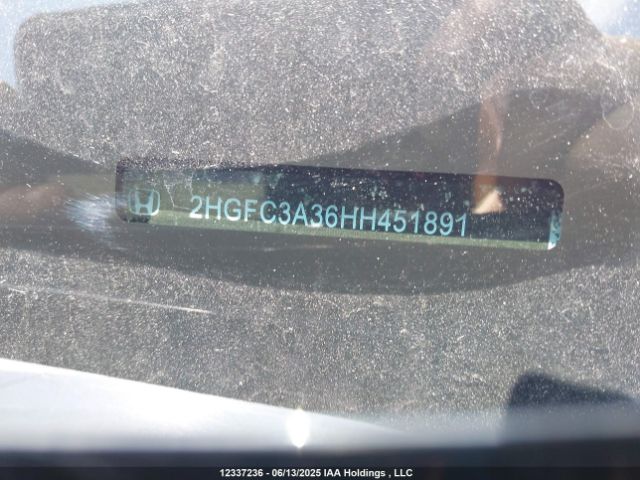 2HGFC3A36HH451891
12337236 - 06/13/2025 IAA Holdings , LLC